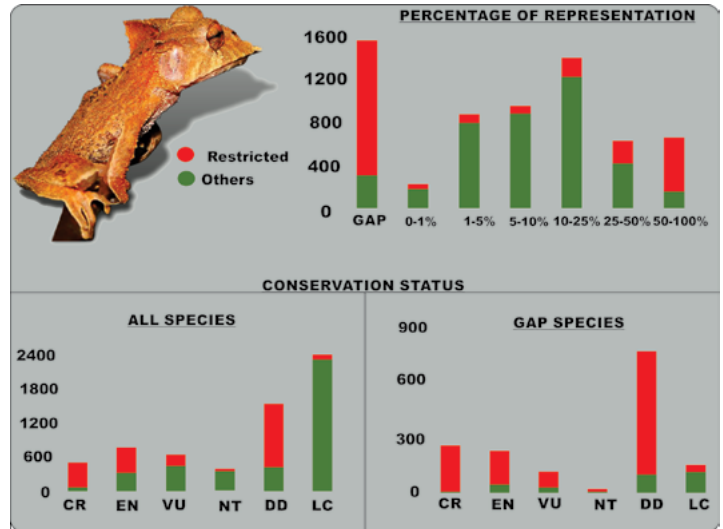 PERCENTAGE OF REPRESENTATION
1600
1200
800
400
0
Restricted
Others
GAP 0-1% 1-5% 5-10% 10-25% 25-50% 50-100%
CONSERVATION STATUS
ALL SPECIES
2400
1800
1200
600
0
CR EN VU NT DD LC
GAP SPECIES
900
600
300
0
CR EN VU NT DD LC